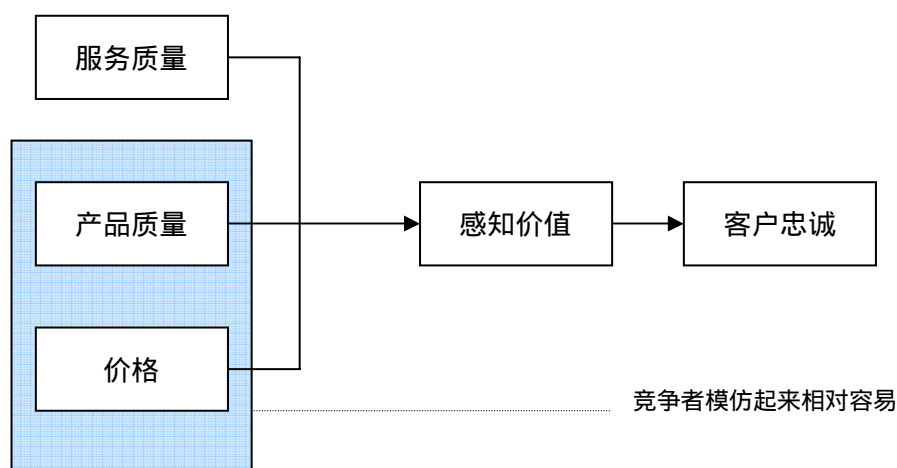 服务质量
产品质量
感知价值
客户忠诚
价格
竞争者模仿起来相对容易